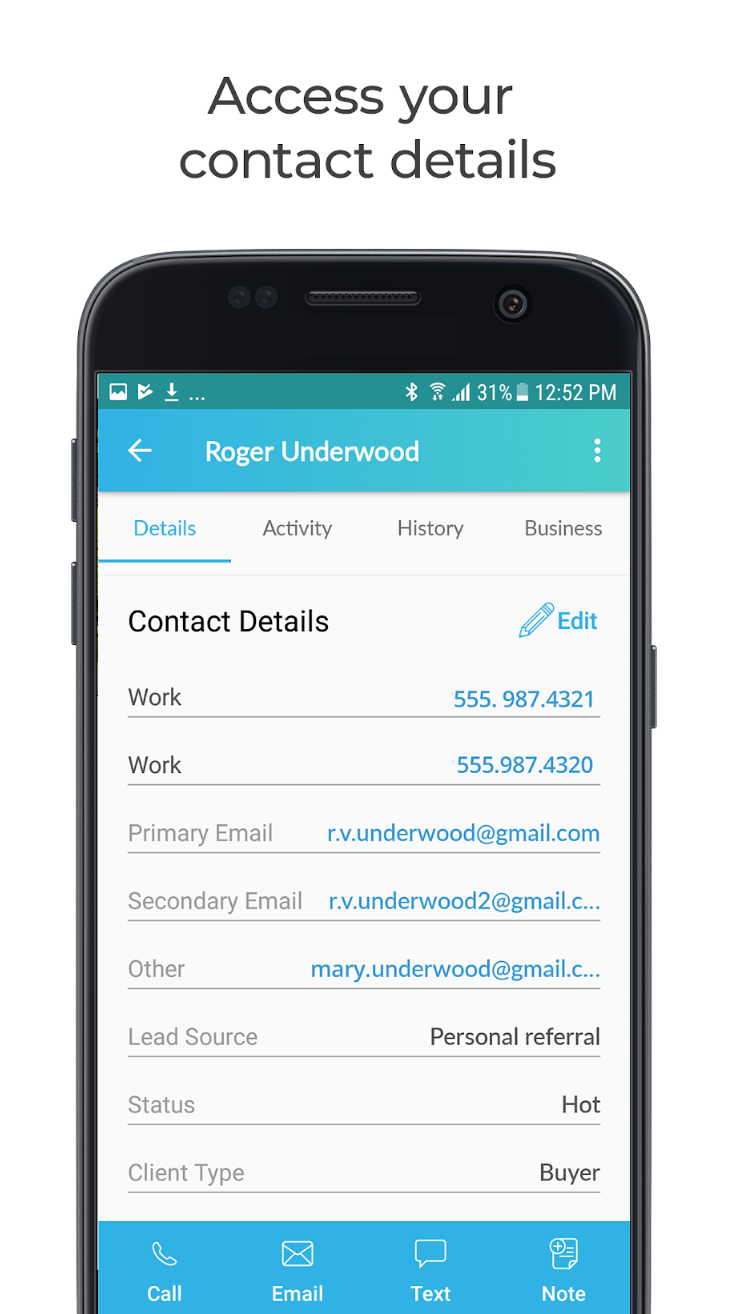 Access your
contact details
... 31% 12:52 PM
Roger Underwood
Details Activity History Business
Contact Details Edit
Work 555. 987.4321
Work 555.987.4320
Primary Email r.v.underwood@gmail.com
Secondary Email r.v.underwood2@gmail.c...
Other mary.underwood@gmail.c...
Lead Source Personal referral
Status Hot
Client Type Buyer
Call Email Text Note